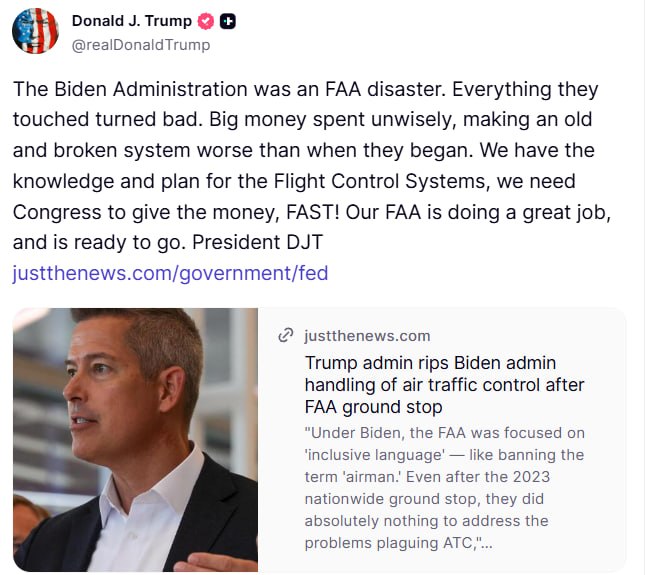 Donald J. Trump
@realDonaldTrump
The Biden Administration was an FAA disaster. Everything they
touched turned bad. Big money spent unwisely, making an old
and broken system worse than when they began. We have the
knowledge and plan for the Flight Control Systems, we need
Congress to give the money, FAST! Our FAA is doing a great job,
and is ready to go. President DJT
justthenews.com/government/fed
justthenews.com
Trump admin rips Biden admin
handling of air traffic control after
FAA ground stop
"Under Biden, the FAA was focused on
'inclusive language' — like banning the
term 'airman.' Even after the 2023
nationwide ground stop, they did
absolutely nothing to address the
problems plaguing ATC,"...